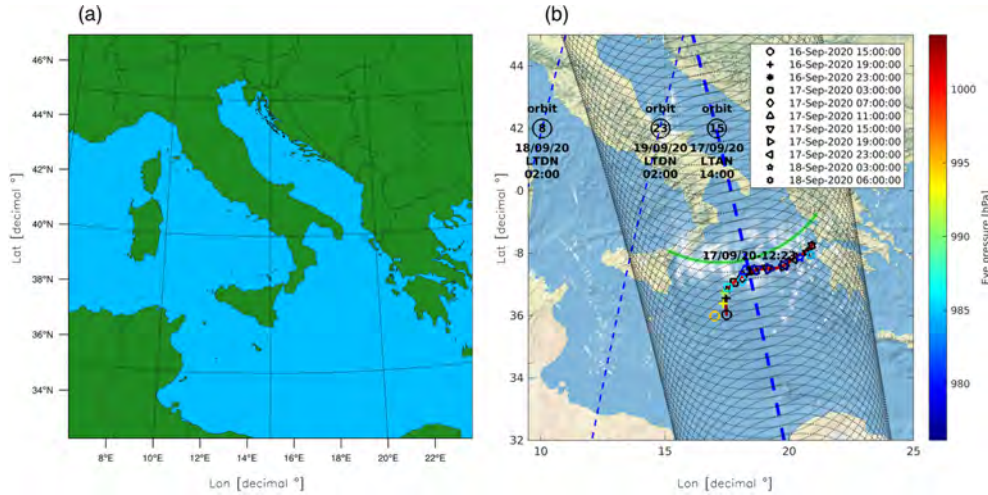 (a)
46°N
44°N
42°N
40°N
38°N
36°N
34°N
Lat [decimal °]
8°E 10°E 12°E 14°E 16°E 18°E 20°E 22°E
Lon [decimal °]
(b)
44
42
0
38
36
34
32
Lat [decimal °]
10 15 20 25
Lon [decimal °]
orbit
8
18/09/20
LTDN
02:00
orbit
23
19/09/20
LTDN
02:00
orbit
15
17/09/20
LTAN
14:00
17/09/20-12:23
16-Sep-2020 15:00:00
16-Sep-2020 19:00:00
16-Sep-2020 23:00:00
17-Sep-2020 03:00:00
17-Sep-2020 07:00:00
17-Sep-2020 11:00:00
17-Sep-2020 15:00:00
17-Sep-2020 19:00:00
17-Sep-2020 23:00:00
18-Sep-2020 03:00:00
18-Sep-2020 06:00:00
1000
995
990
985
980
Eye pressure [hPa]